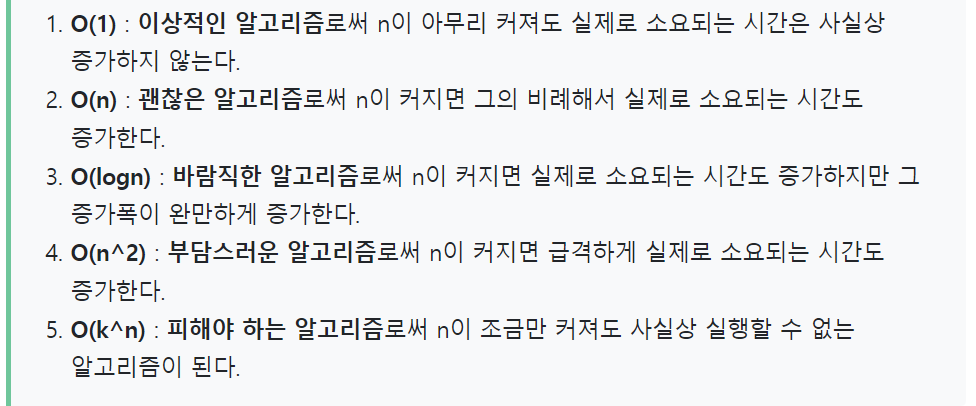 1. O(1) : 이상적인 알고리즘로써 n이 아무리 커져도 실제로 소요되는 시간은 사실상
증가하지 않는다.
2. O(n) : 괜찮은 알고리즘로써 n이 커지면 그의 비례해서 실제로 소요되는 시간도
증가한다.
3. O(logn) : 바람직한 알고리즘로써 n이 커지면 실제로 소요되는 시간도 증가하지만 그
증가폭이 완만하게 증가한다.
4. O(n^2) : 부담스러운 알고리즘로써 n이 커지면 급격하게 실제로 소요되는 시간도
증가한다.
5. O(k^n) : 피해야 하는 알고리즘로써 n이 조금만 커져도 사실상 실행할 수 없는
알고리즘이 된다.